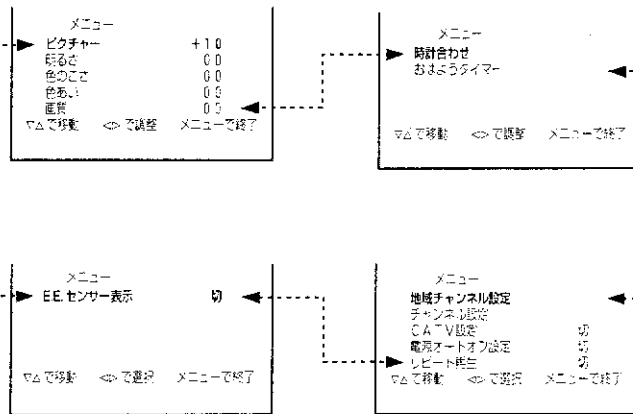 メニュー
ピクチャー +10
明るさ 00
色のこさ 00
色あい 00
画質 00
▽△で移動 ◁▷で調整 メニューで終了
メニュー
時計合わせ
おはようタイマー
▽△で移動 ◁▷で調整 メニューで終了
メニュー
E.E.センサー表示 切
▽△で移動 ◁▷で選択 メニューで終了
メニュー
地域チャンネル設定
チャンネル設定
CATV設定 切
電源オートオフ設定 切
リピート再生 切
▽△で移動 ◁▷で選択 メニューで終了